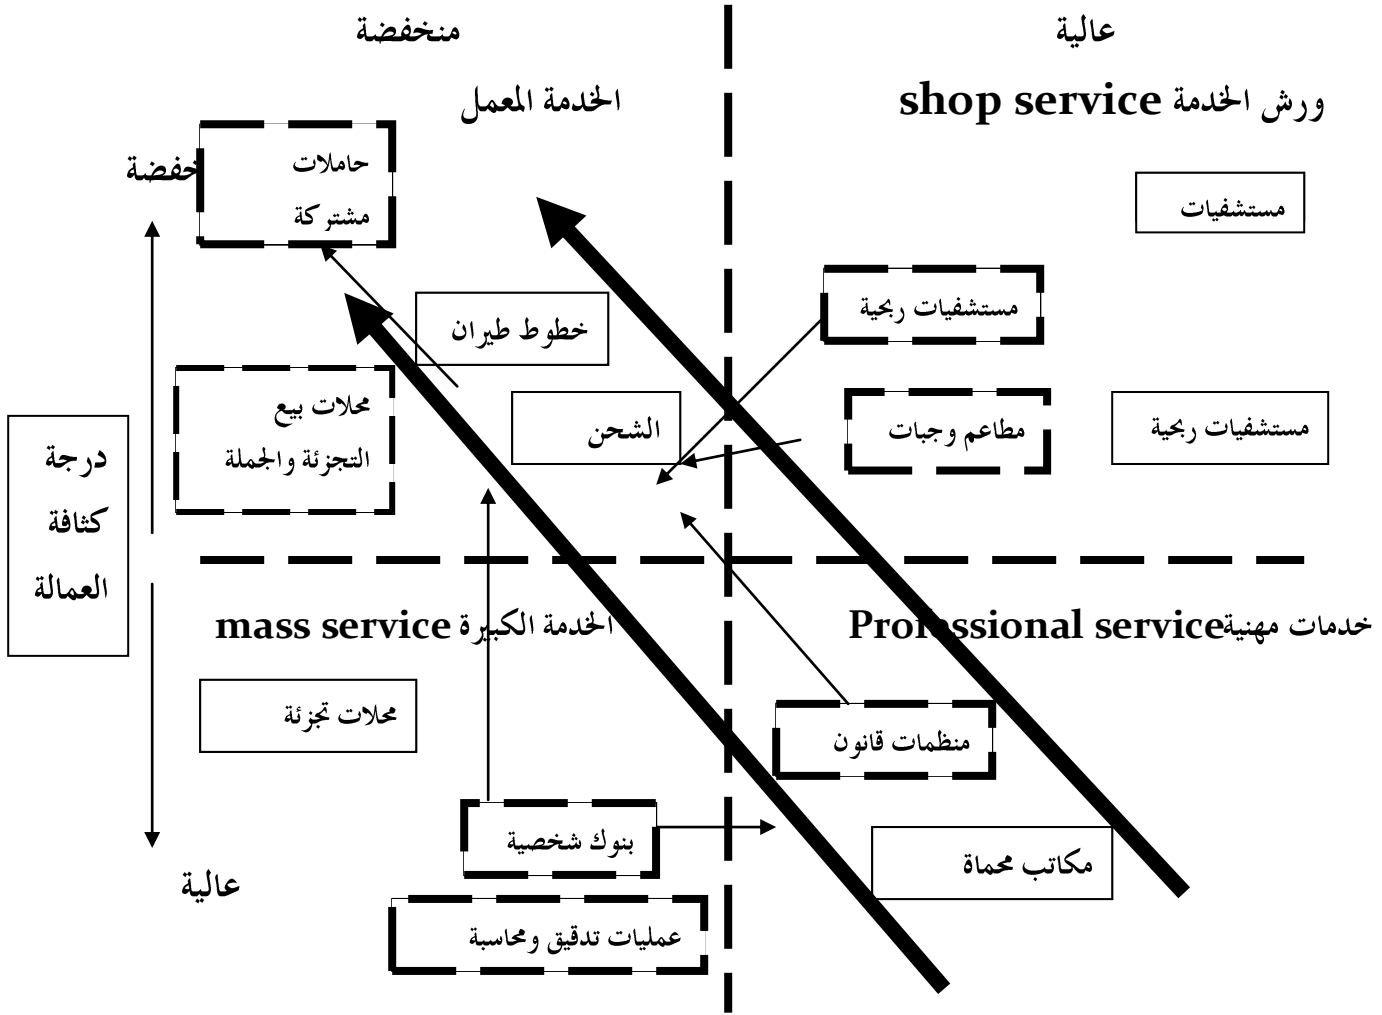 عالية
منخفضة
ورش الخدمة shop service
الخدمة المعمل
حاملات
مشتركة
خفضة
مستشفيات
مستشفيات ربحية
خطوط طيران
محلات بيع
التجزئة والجملة
الشحن
مطاعم وجبات
مستشفيات ربحية
درجة
كثافة
العمالة
خدمات مهنية Professional service
الخدمة الكبيرة mass service
محلات تجزئة
منظمات قانون
بنوك شخصية
مكاتب محماة
عالية
عمليات تدقيق ومحاسبة